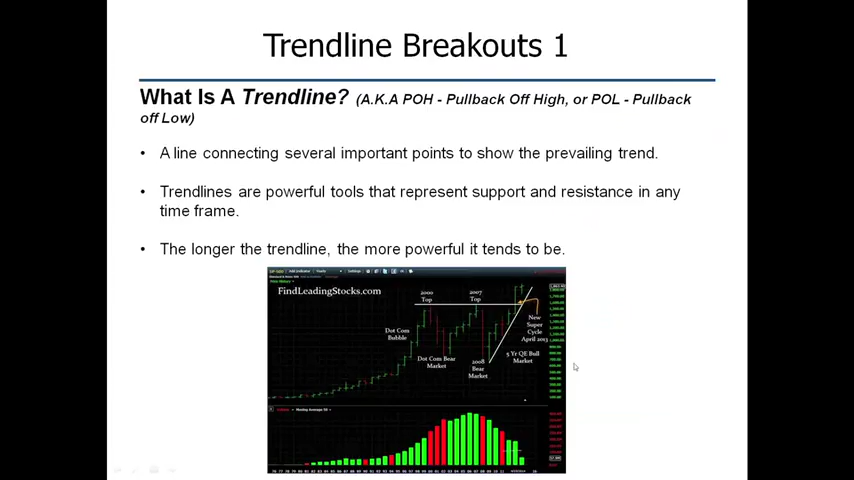 Trendline Breakouts 1
What Is A Trendline? (A.K.A POH - Pullback Off High, or POL - Pullback
off Low)
• A line connecting several important points to show the prevailing trend.
• Trendlines are powerful tools that represent support and resistance in any
time frame.
• The longer the trendline, the more powerful it tends to be.
FindLeadingStocks.com
2000
Top
2007
Top
Dot Com
Bubble
Dot Com Bear
Market
2008
Bear
Market
5 Yr QE Bull
Market
New
Super
Cycle
April 2013
Moving Average 50